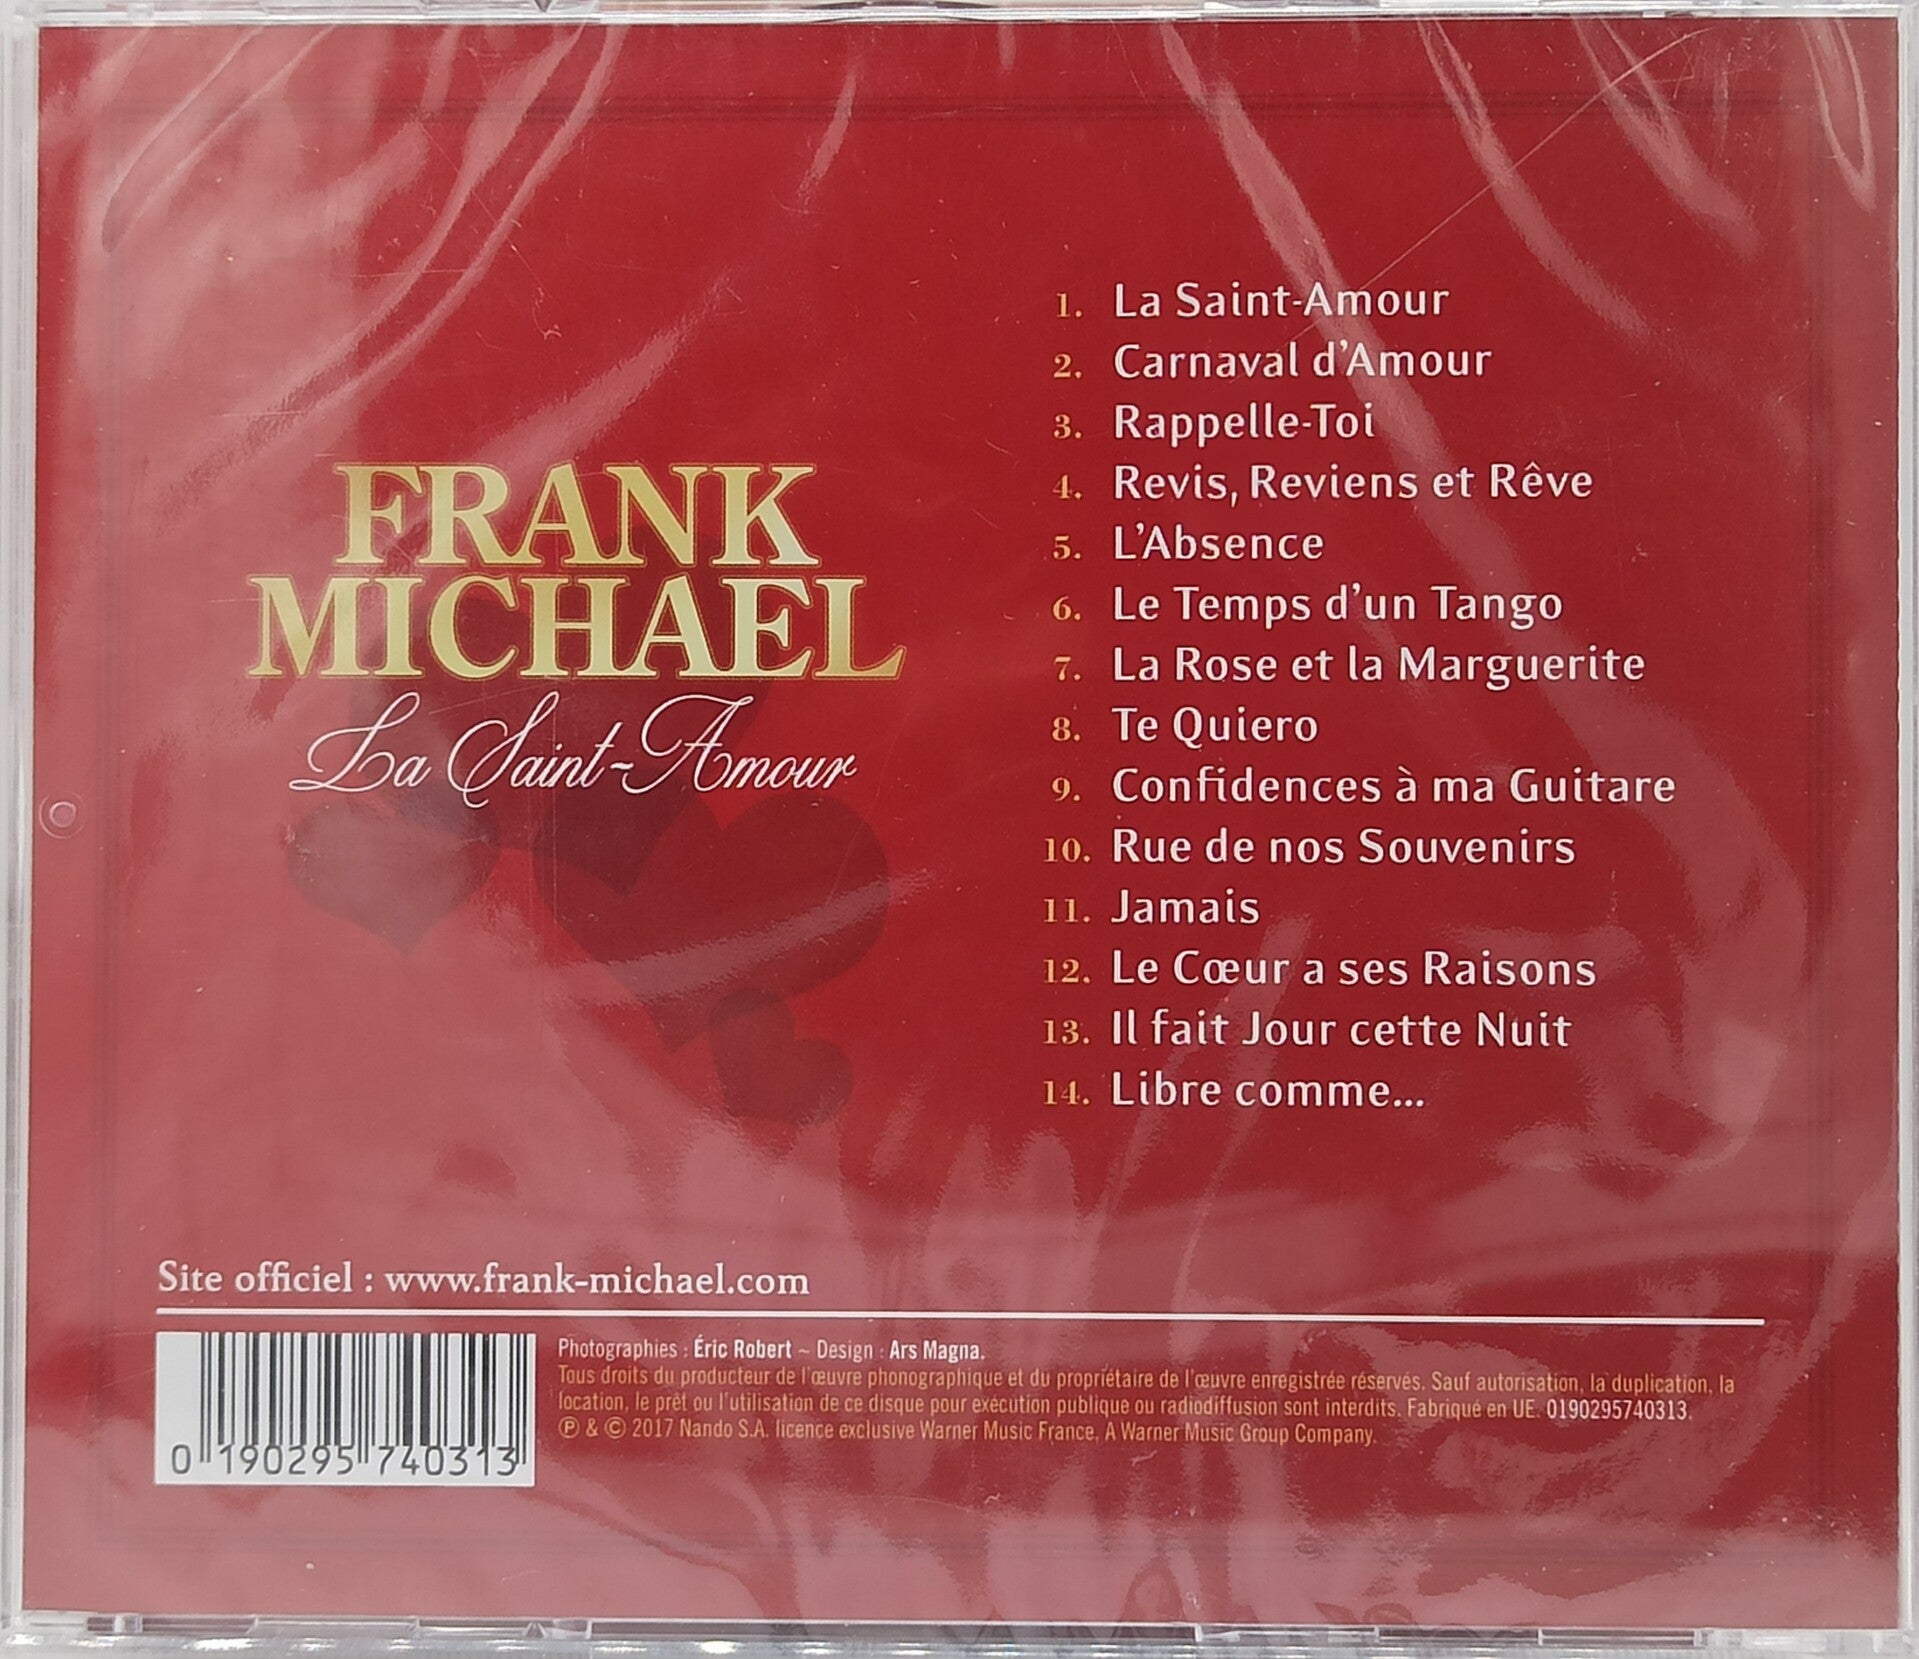 FRANK
MICHAEL
La Saint-Amour
1. La Saint-Amour
2. Carnaval d'Amour
3. Rappelle-Toi
4. Revis, Reviens et Rêve
5. L'Absence
6. Le Temps d'un Tango
7. La Rose et la Marguerite
8. Te Quiero
9. Confidences à ma Guitare
10. Rue de nos Souvenirs
11. Jamais
12. Le Cœur a ses Raisons
13. Il fait Jour cette Nuit
14. Libre comme...
Site officiel : www.frank-michael.com
Photographies : Éric Robert ~ Design : Ars Magna.
Tous droits du producteur de l'œuvre phonographique et du propriétaire de l'œuvre enregistrée réservés. Sauf autorisation, la duplication, la
location, le prêt ou l'utilisation de ce disque pour exécution publique ou radiodiffusion sont interdits. Fabriqué en UE. 0190295740313.
℗ & © 2017 Nando S.A. licence exclusive Warner Music France, A Warner Music Group Company.
0 190295 740313